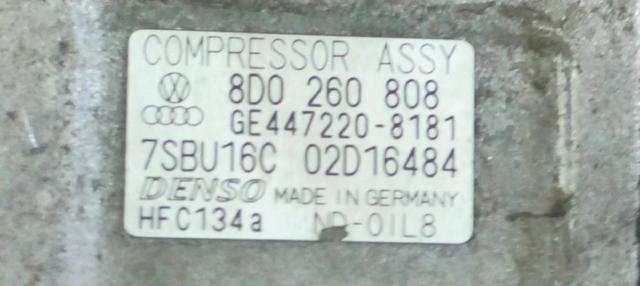 COMPRESSOR ASSY
8D0 260 808
GE447220-8181
7SBU16C 02D16484
DENSO MADE IN GERMANY
HFC134a ND-OIL8